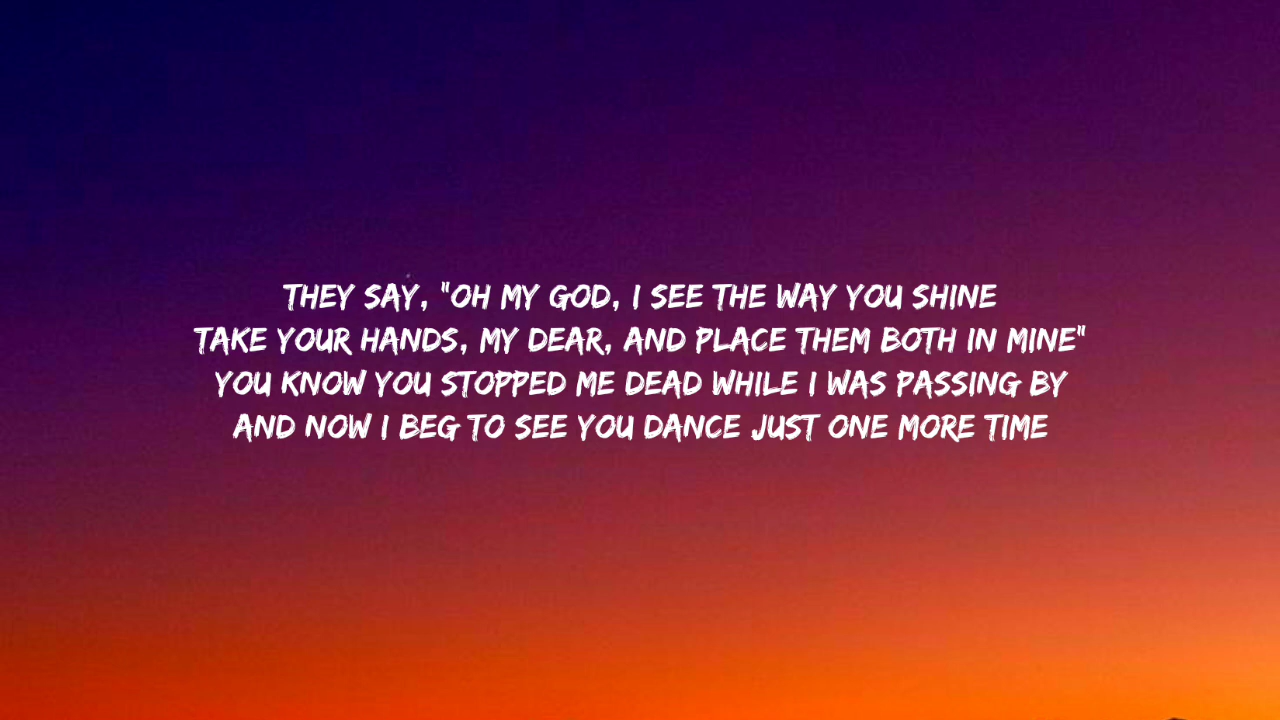 THEY SAY, "OH MY GOD, I SEE THE WAY YOU SHINE
TAKE YOUR HANDS, MY DEAR, AND PLACE THEM BOTH IN MINE"
YOU KNOW YOU STOPPED ME DEAD WHILE I WAS PASSING BY
AND NOW I BEG TO SEE YOU DANCE JUST ONE MORE TIME